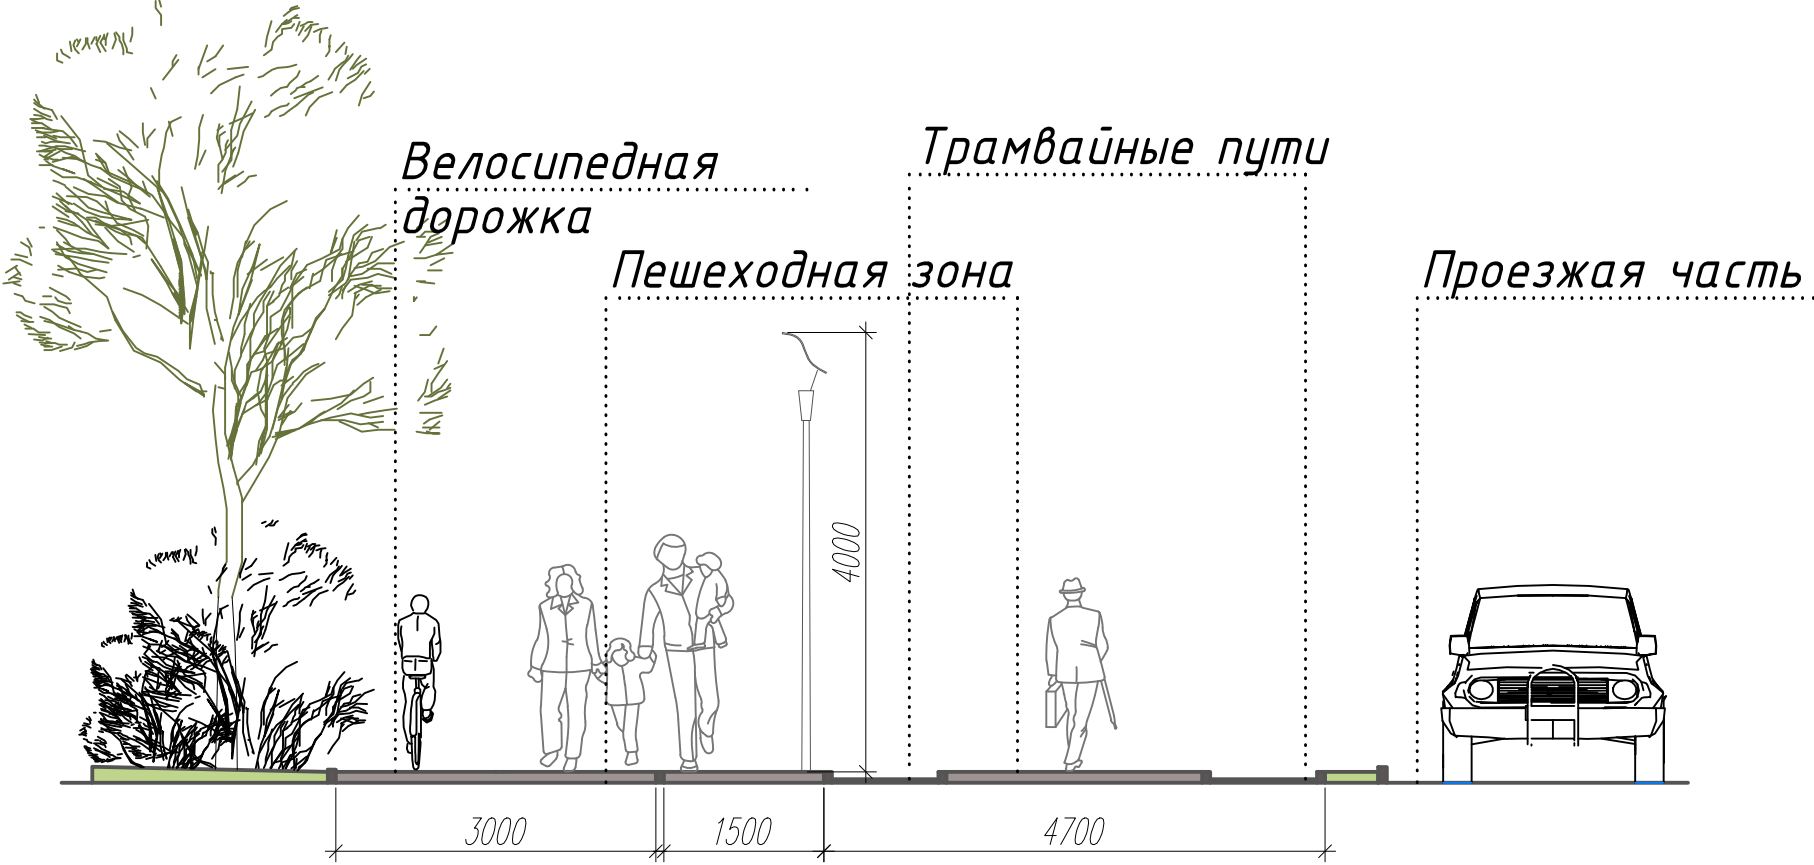 Трамвайные пути
Велосипедная
дорожка
Пешеходная зона
Проезжая часть
4000
3000
1500
4700